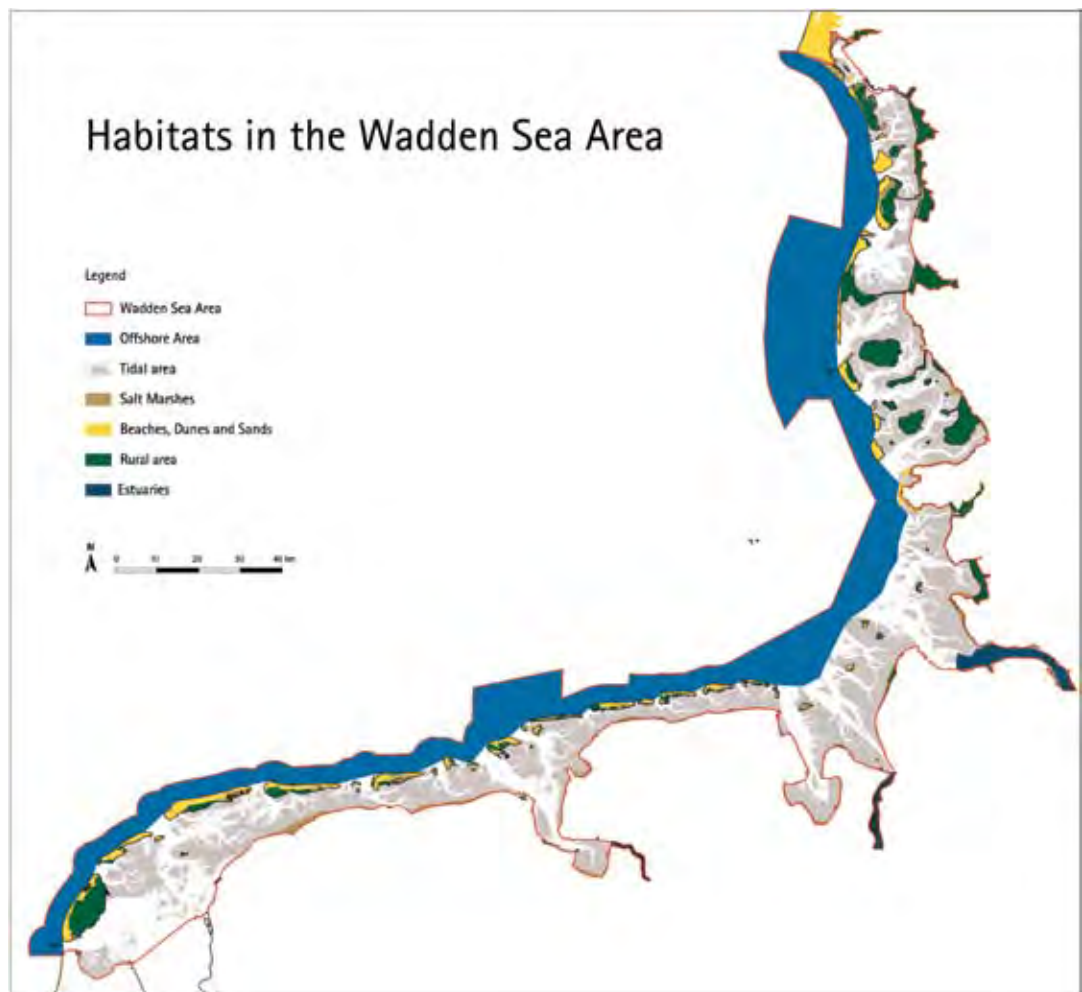 Habitats in the Wadden Sea Area
Legend
Wadden Sea Area
Offshore Area
Tidal area
Salt Marshes
Beaches, Dunes and Sands
Rural area
Estuaries
N
0 10 20 30 40 km